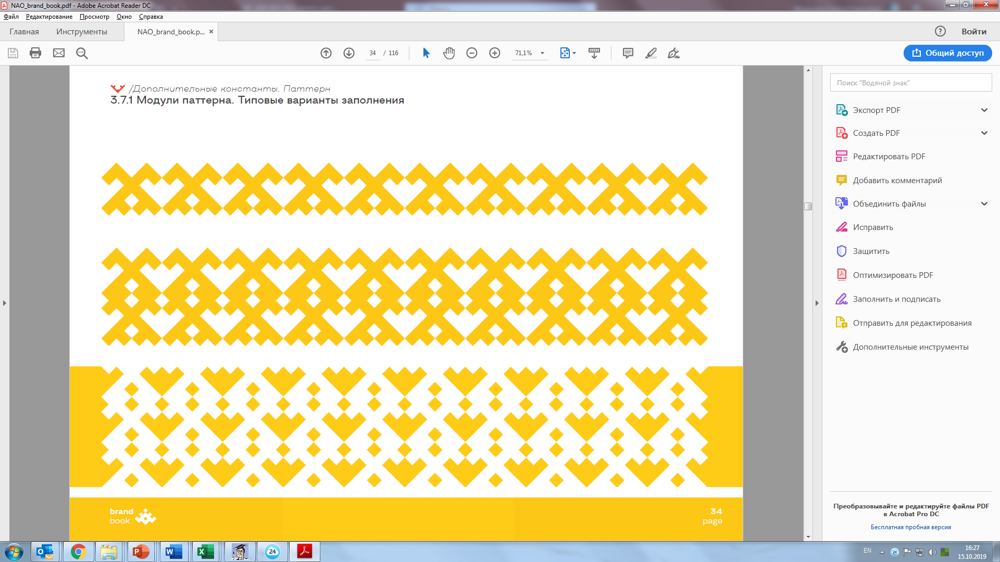 NAO_brand_book.pdf - Adobe Acrobat Reader DC
Файл Редактирование Просмотр Окно Справка
Главная Инструменты NAO_brand_book.p... Войти
34 / 116 71,1% Общий доступ
/Дополнительные константы. Паттерн
3.7.1 Модули паттерна. Типовые варианты заполнения
Поиск "Водяной знак"
Экспорт PDF
Создать PDF
Редактировать PDF
Добавить комментарий
Объединить файлы
Исправить
Защитить
Оптимизировать PDF
Заполнить и подписать
Отправить для редактирования
Дополнительные инструменты
Преобразовывайте и редактируйте файлы PDF
в Acrobat Pro DC
Бесплатная пробная версия
brand
book
34
page
24
EN
24
16:27
15.10.2019